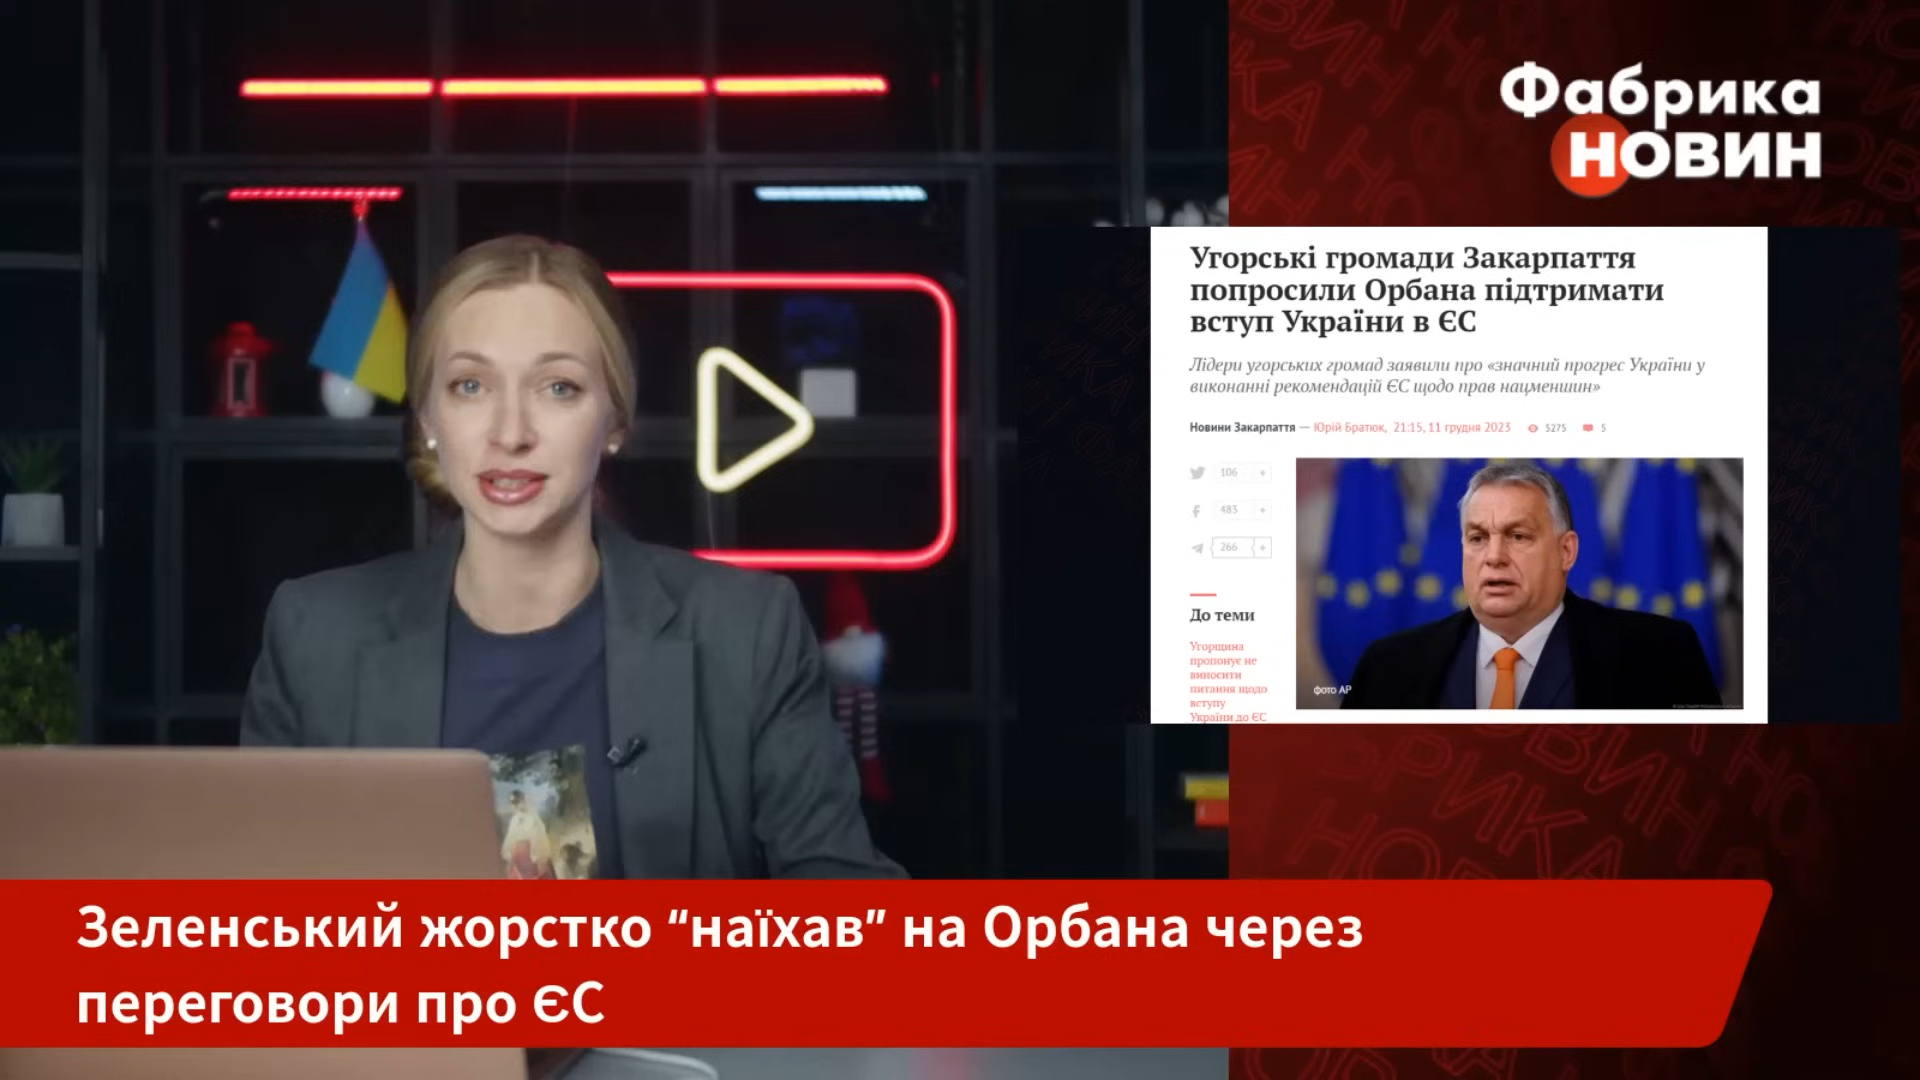 Фабрика
НОВИН
Угорські громади Закарпаття
попросили Орбана підтримати
вступ України в ЄС
Лідери угорських громад заявили про «значний прогрес України у
виконанні рекомендацій ЄС щодо прав нацменшин»
Новини Закарпаття — Юрій Братюк, 21:15, 11 грудня 2023 5275 5
106 +
483 +
266 +
До теми
Угорщина
пропонує не
виносити
питання щодо
вступу
України до ЄС
фото AP
Зеленський жорстко “наїхав” на Орбана через
переговори про ЄС